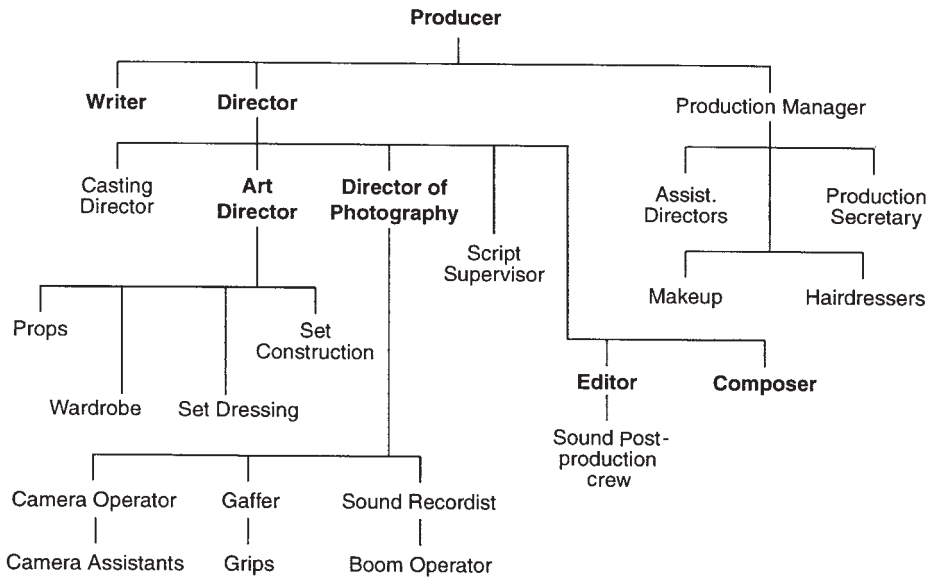 Producer
Writer
Director
Production Manager
Casting
Director
Art
Director
Director of
Photography
Script
Supervisor
Assist.
Directors
Production
Secretary
Makeup
Hairdressers
Props
Wardrobe
Set Dressing
Set
Construction
Editor
Composer
Sound Post-
production
crew
Camera Operator
Gaffer
Sound Recordist
Camera Assistants
Grips
Boom Operator